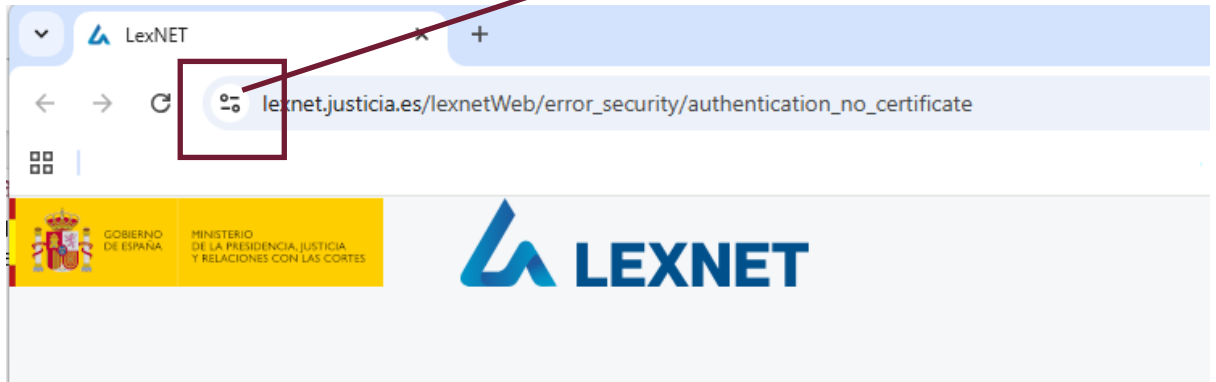 LexNET
lexnet.justicia.es/lexnetWeb/error_security/authentication_no_certificate
GOBIERNO
DE ESPAÑA
MINISTERIO
DE LA PRESIDENCIA, JUSTICIA
Y RELACIONES CON LAS CORTES
LEXNET